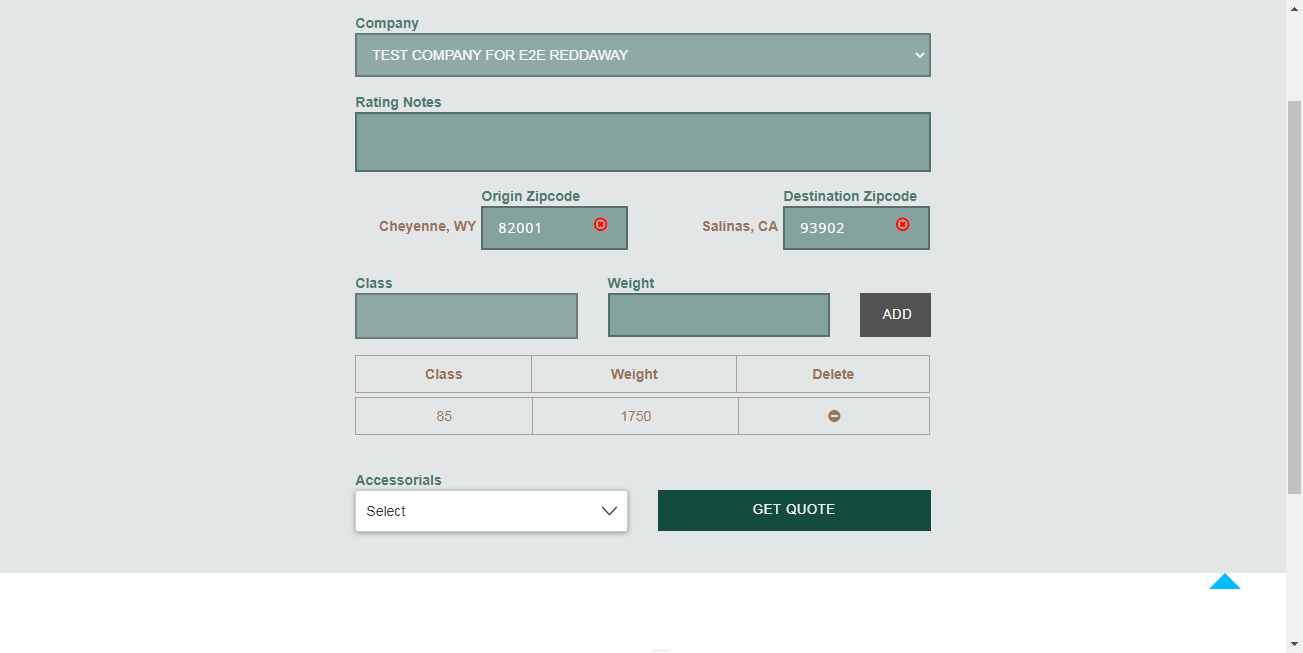 Company
TEST COMPANY FOR E2E REDDAWAY
Rating Notes
Origin Zipcode Destination Zipcode
Cheyenne, WY 82001 Salinas, CA 93902
Class Weight
ADD
Class Weight Delete
85 1750
Accessorials
Select GET QUOTE